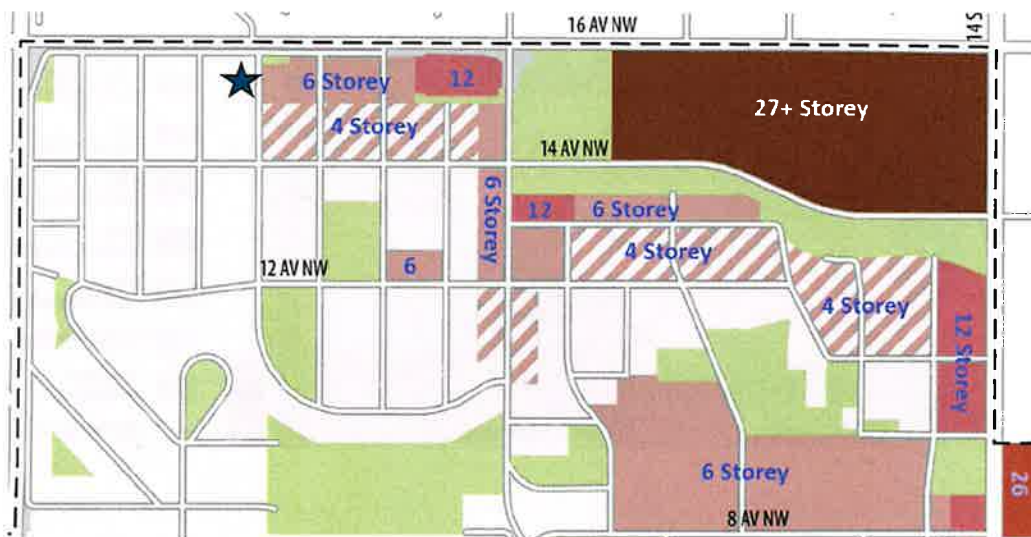 16 AV NW
14 S
6 Storey
12
27+ Storey
4 Storey
14 AV NW
6 Storey
12
6 Storey
4 Storey
12 AV NW
6
4 Storey
12 Storey
6 Storey
26
8 AV NW